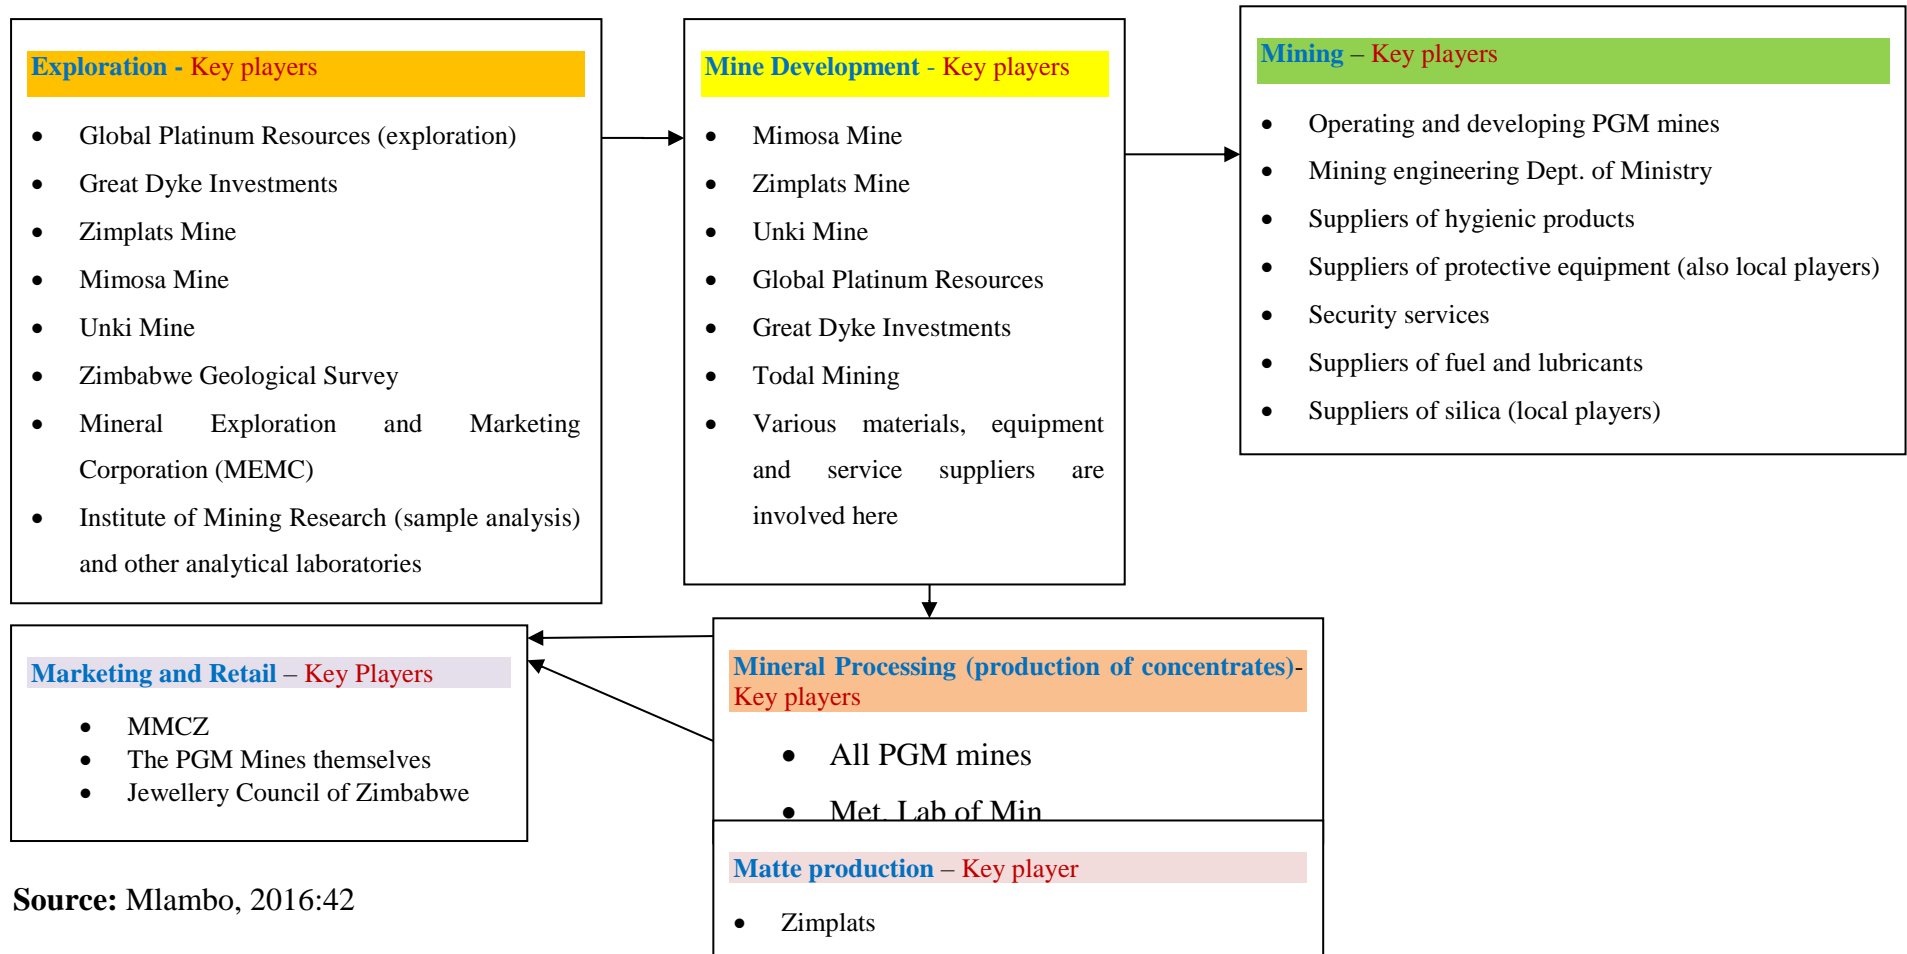 Exploration - Key players
• Global Platinum Resources (exploration)
• Great Dyke Investments
• Zimplats Mine
• Mimosa Mine
• Unki Mine
• Zimbabwe Geological Survey
• Mineral Exploration and Marketing
Corporation (MEMC)
• Institute of Mining Research (sample analysis)
and other analytical laboratories
Mine Development - Key players
• Mimosa Mine
• Zimplats Mine
• Unki Mine
• Global Platinum Resources
• Great Dyke Investments
• Todal Mining
• Various materials, equipment
and service suppliers are
involved here
Mining – Key players
• Operating and developing PGM mines
• Mining engineering Dept. of Ministry
• Suppliers of hygienic products
• Suppliers of protective equipment (also local players)
• Security services
• Suppliers of fuel and lubricants
• Suppliers of silica (local players)
Marketing and Retail – Key Players
• MMCZ
• The PGM Mines themselves
• Jewellery Council of Zimbabwe
Mineral Processing (production of concentrates)-
Key players
• All PGM mines
• Met. Lab of Min
Matte production – Key player
• Zimplats
Source: Mlambo, 2016:42